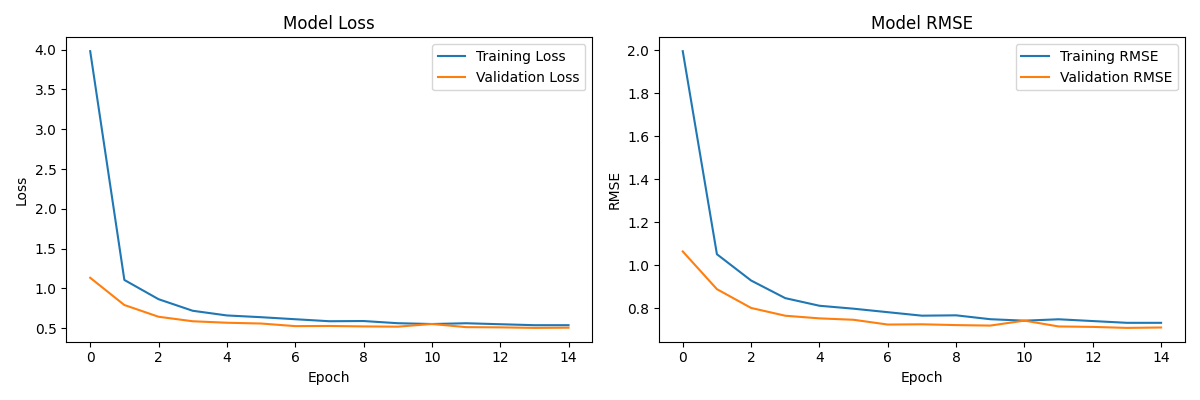 Model Loss
4.0
3.5
3.0
2.5
2.0
1.5
1.0
0.5
Loss
Training Loss
Validation Loss
0 2 4 6 8 10 12 14
Epoch
Model RMSE
2.0
1.8
1.6
1.4
1.2
1.0
0.8
RMSE
Training RMSE
Validation RMSE
0 2 4 6 8 10 12 14
Epoch